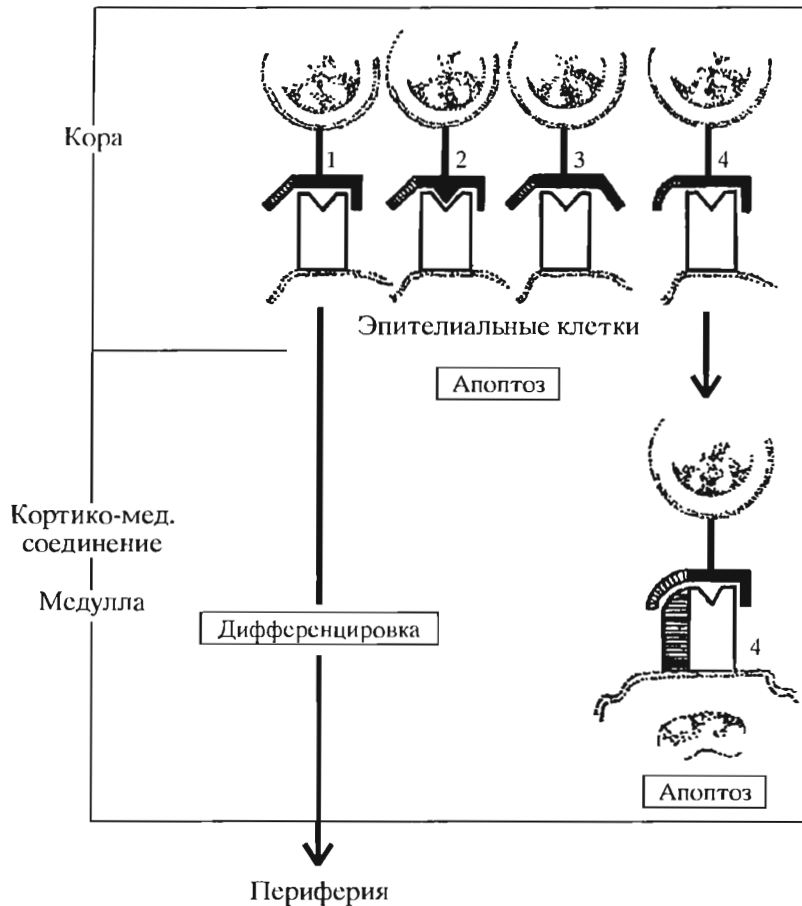 Кора
1
2
3
4
Эпителиальные клетки
Апоптоз
Кортико-мед.
соединение
Медулла
Дифференцировка
4
Апоптоз
Периферия